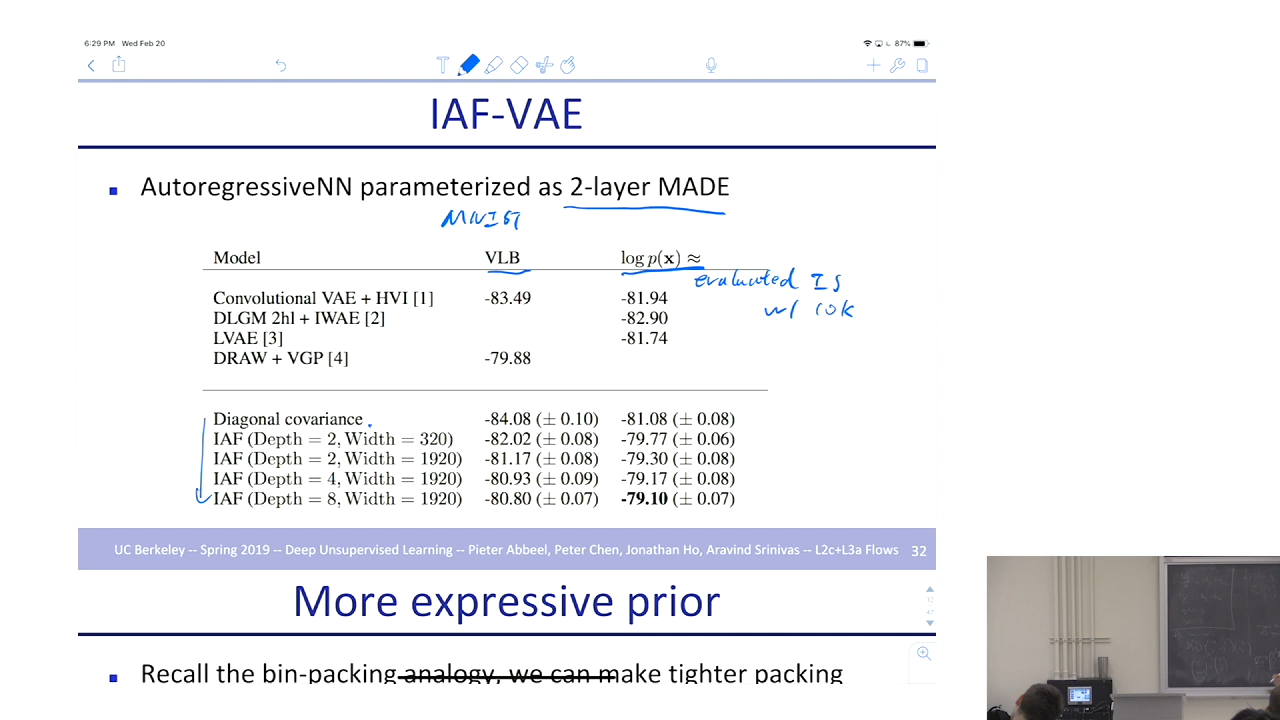 6:29 PM Wed Feb 20
87%
T
IAF-VAE
▪ AutoregressiveNN parameterized as 2-layer MADE
MNIST
Model VLB log p(x) ≈
evaluated IS
w/ 10k
Convolutional VAE + HVI [1] -83.49 -81.94
DLGM 2hl + IWAE [2] -82.90
LVAE [3] -81.74
DRAW + VGP [4] -79.88
Diagonal covariance -84.08 (± 0.10) -81.08 (± 0.08)
IAF (Depth = 2, Width = 320) -82.02 (± 0.08) -79.77 (± 0.06)
IAF (Depth = 2, Width = 1920) -81.17 (± 0.08) -79.30 (± 0.08)
IAF (Depth = 4, Width = 1920) -80.93 (± 0.09) -79.17 (± 0.08)
IAF (Depth = 8, Width = 1920) -80.80 (± 0.07) -79.10 (± 0.07)
UC Berkeley -- Spring 2019 -- Deep Unsupervised Learning -- Pieter Abbeel, Peter Chen, Jonathan Ho, Aravind Srinivas -- L2c+L3a Flows 32
More expressive prior
▪ Recall the bin-packing analogy, we can make tighter packing